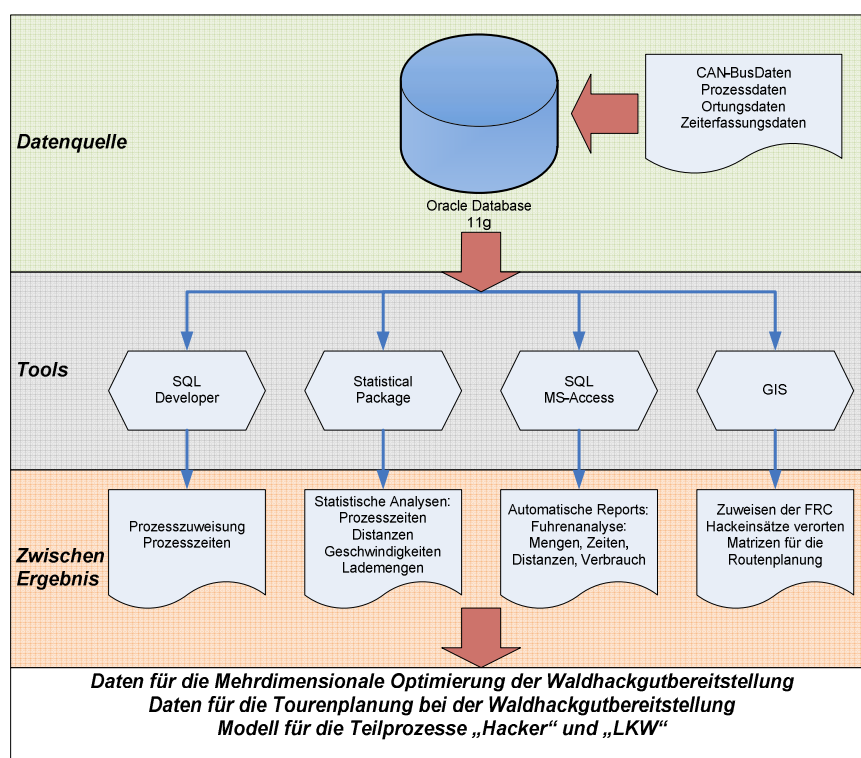 CAN-BusDaten
Prozessdaten
Ortungsdaten
Zeiterfassungsdaten
Datenquelle
Oracle Database
11g
Tools
SQL
Developer
Statistical
Package
SQL
MS-Access
GIS
Zwischen
Ergebnis
Prozesszuweisung
Prozesszeiten
Statistische Analysen:
Prozesszeiten
Distanzen
Geschwindigkeiten
Lademengen
Automatische Reports:
Fuhrenanalyse:
Mengen, Zeiten,
Distanzen, Verbrauch
Zuweisen der FRC
Hackeinsätze verorten
Matrizen für die
Routenplanung
Daten für die Mehrdimensionale Optimierung der Waldhackgutbereitstellung
Daten für die Tourenplanung bei der Waldhackgutbereitstellung
Modell für die Teilprozesse „Hacker“ und „LKW“